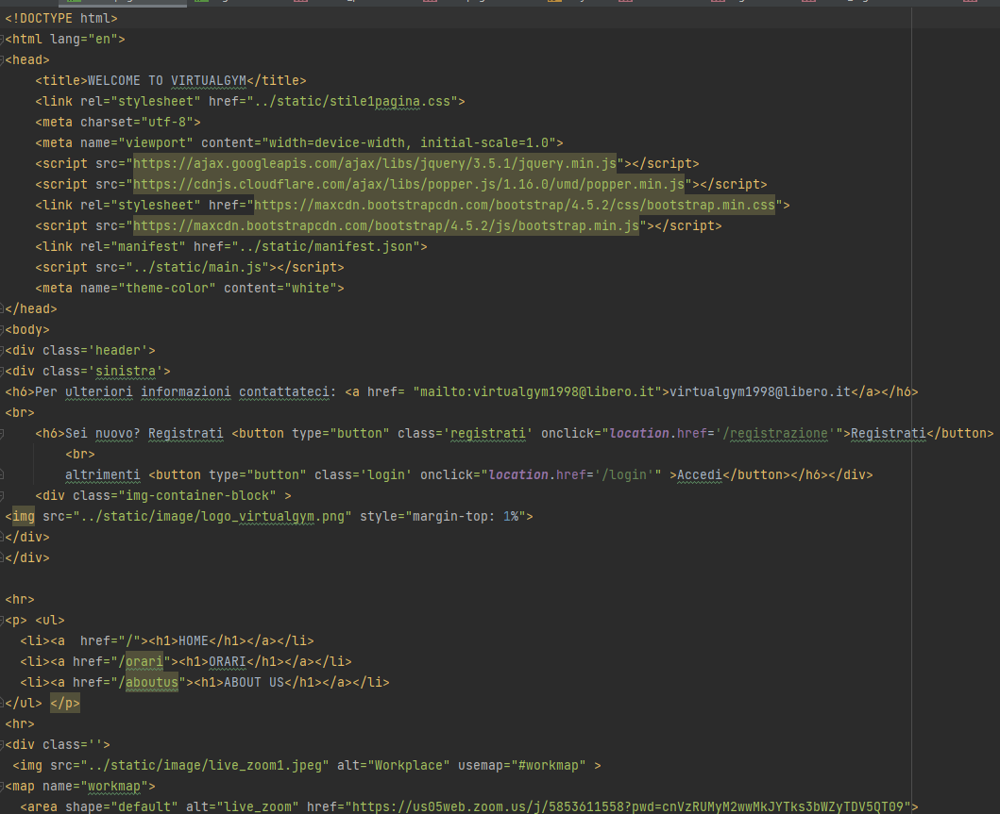 <!DOCTYPE html>
<html lang="en">
<head>
    <title>WELCOME TO VIRTUALGYM</title>
    <link rel="stylesheet" href="../static/stile1pagina.css">
    <meta charset="utf-8">
    <meta name="viewport" content="width=device-width, initial-scale=1.0">
    <script src="https://ajax.googleapis.com/ajax/libs/jquery/3.5.1/jquery.min.js"></script>
    <script src="https://cdnjs.cloudflare.com/ajax/libs/popper.js/1.16.0/umd/popper.min.js"></script>
    <link rel="stylesheet" href="https://maxcdn.bootstrapcdn.com/bootstrap/4.5.2/css/bootstrap.min.css">
    <script src="https://maxcdn.bootstrapcdn.com/bootstrap/4.5.2/js/bootstrap.min.js"></script>
    <link rel="manifest" href="../static/manifest.json">
    <script src="../static/main.js"></script>
    <meta name="theme-color" content="white">
</head>
<body>
<div class='header'>
<div class='sinistra'>
<h6>Per ulteriori informazioni contattateci: <a href= "mailto:virtualgym1998@libero.it">virtualgym1998@libero.it</a></h6>
<br>
    <h6>Sei nuovo? Registrati <button type="button" class='registrati' onclick="location.href='/registrazione'">Registrati</button>
        <br>
        altrimenti <button type="button" class='login' onclick="location.href='/login'" >Accedi</button></h6></div>
    <div class="img-container-block" >
<img src="../static/image/logo_virtualgym.png" style="margin-top: 1%">
</div>
</div>
<hr>
<p> <ul>
  <li><a  href="/"><h1>HOME</h1></a></li>
  <li><a href="/orari"><h1>ORARI</h1></a></li>
  <li><a href="/aboutus"><h1>ABOUT US</h1></a></li>
</ul> </p>
<hr>
<div class=''>
 <img src="../static/image/live_zoom1.jpeg" alt="Workplace" usemap="#workmap" >
<map name="workmap">
  <area shape="default" alt="live_zoom" href="https://us05web.zoom.us/j/5853611558?pwd=cnVzRUMyM2wwMkJYTks3bWZyTDV5QT09">